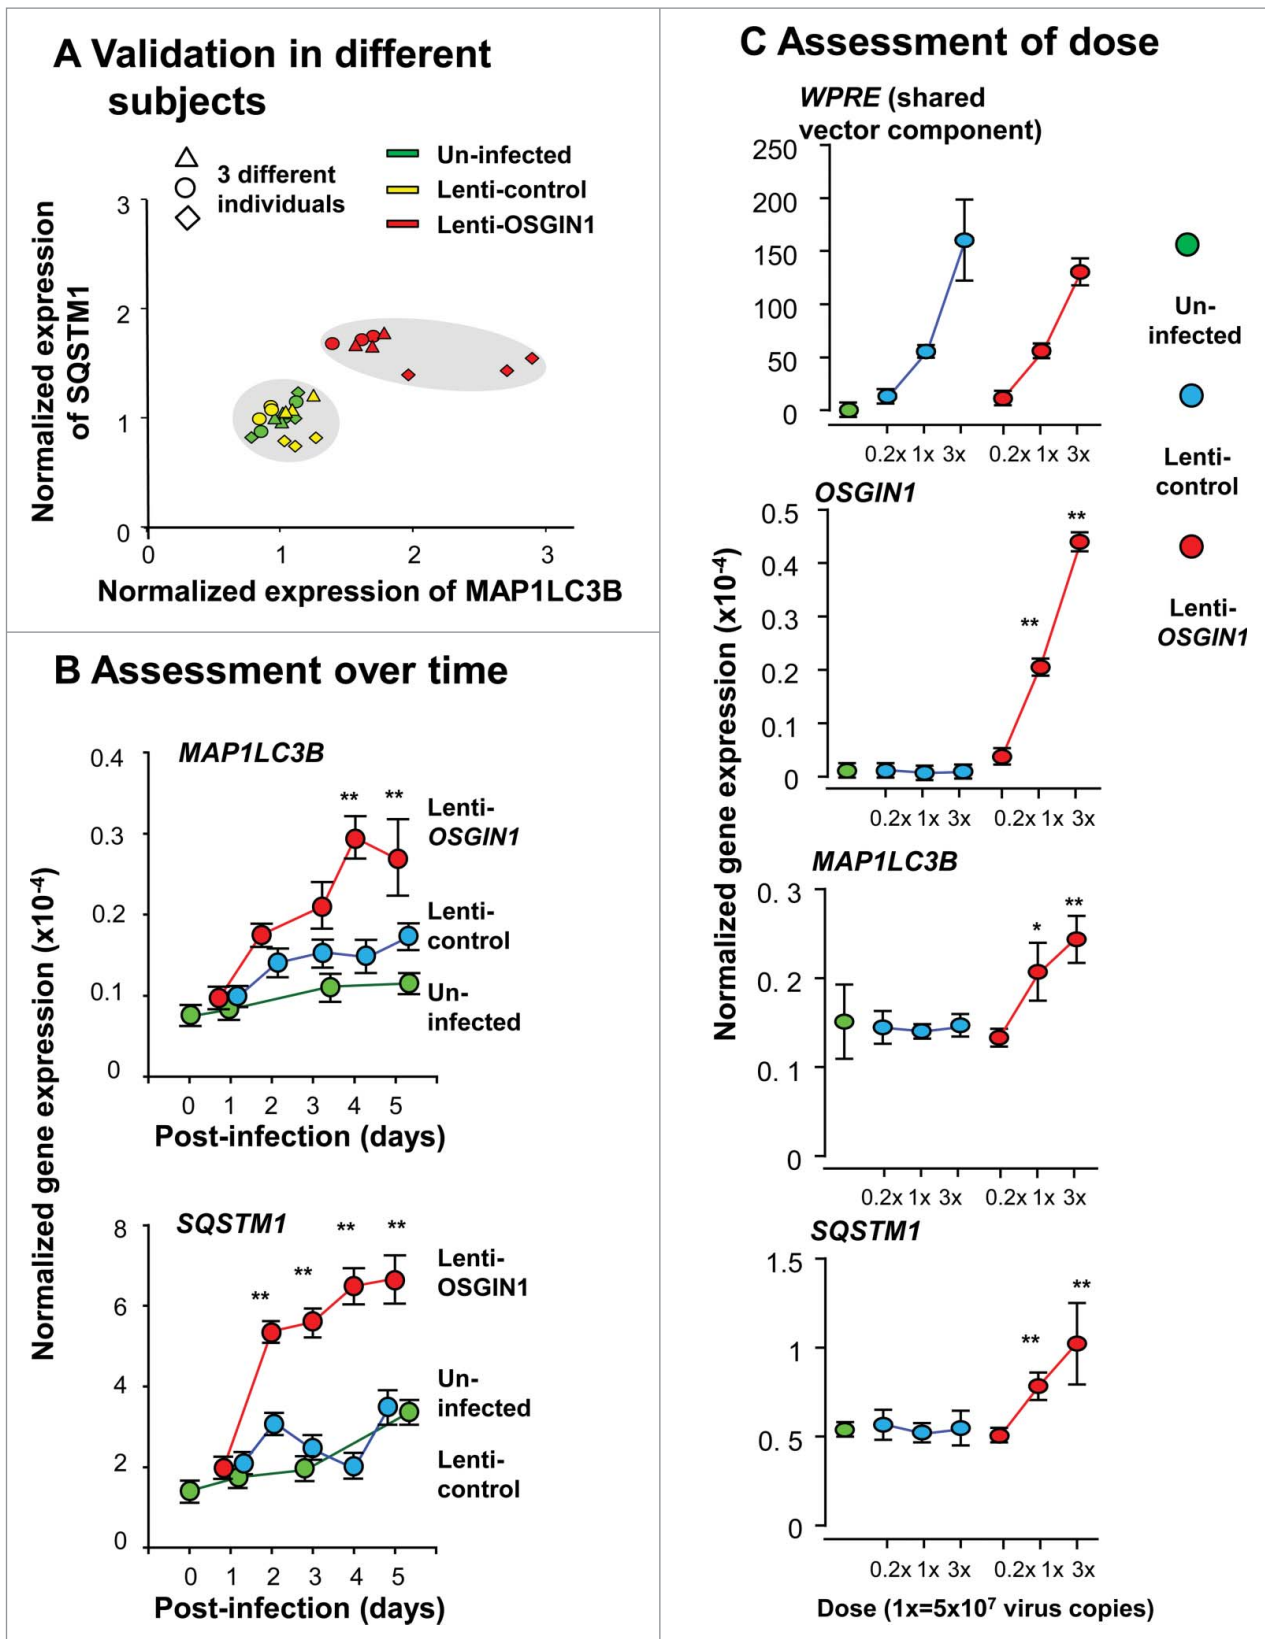 A Validation in different
subjects
3 different
individuals
Un-infected
Lenti-control
Lenti-OSGIN1
Normalized expression
of SQSTM1
3
2
1
0
0 1 2 3
Normalized expression of MAP1LC3B
B Assessment over time
Normalized gene expression (x10⁻⁴)
MAP1LC3B
0.4
0.3
0.2
0.1
0
** **
Lenti-
OSGIN1
Lenti-
control
Un-
infected
0 1 2 3 4 5
Post-infection (days)
SQSTM1
8
6
4
2
0
** ** ** **
Lenti-
OSGIN1
Un-
infected
Lenti-
control
0 1 2 3 4 5
Post-infection (days)
C Assessment of dose
WPRE (shared
vector component)
250
200
150
100
50
0
0.2x 1x 3x 0.2x 1x 3x
Un-
infected
Lenti-
control
Lenti-
OSGIN1
Normalized gene expression (x10⁻⁴)
OSGIN1
0.5
0.4
0.3
0.2
0.1
0
** **
0.2x 1x 3x 0.2x 1x 3x
MAP1LC3B
0.3
0.2
0.1
0
* **
0.2x 1x 3x 0.2x 1x 3x
SQSTM1
1.5
1
0.5
0
** **
0.2x 1x 3x 0.2x 1x 3x
Dose (1x=5x10⁷ virus copies)